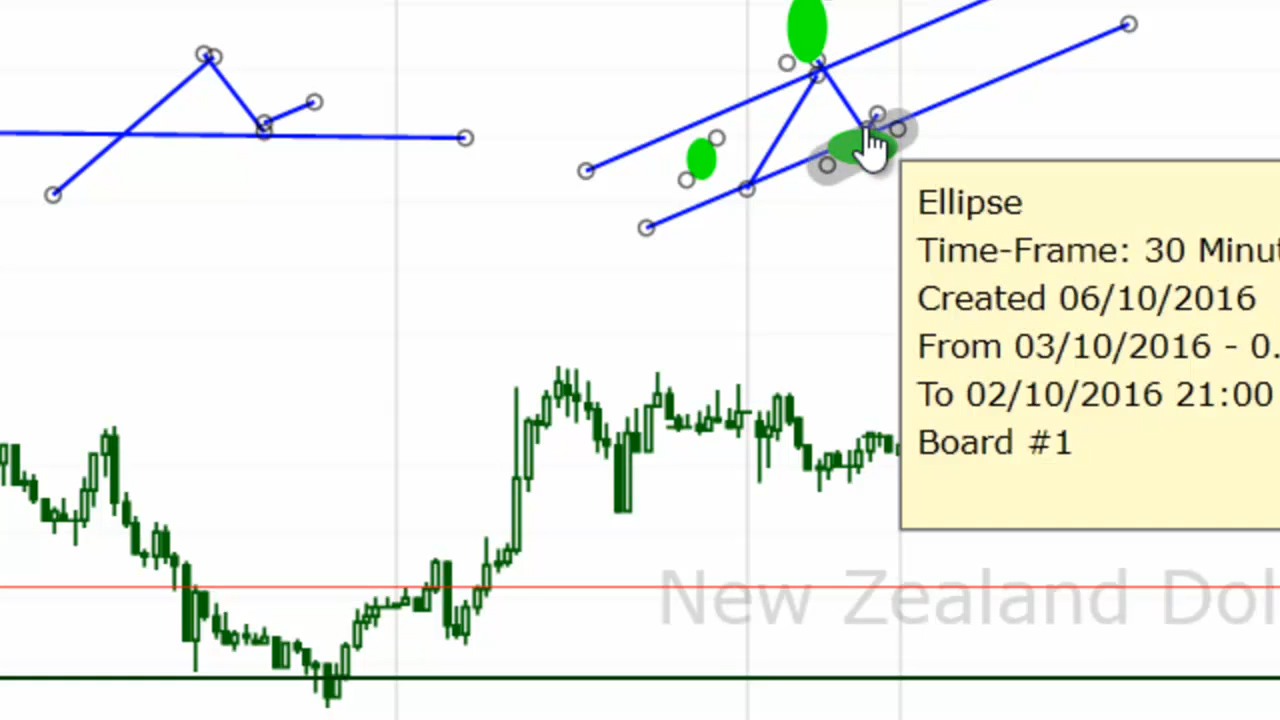 Ellipse
Time-Frame: 30 Minut
Created 06/10/2016
From 03/10/2016 - 0.
To 02/10/2016 21:00
Board #1
New Zealand Dol